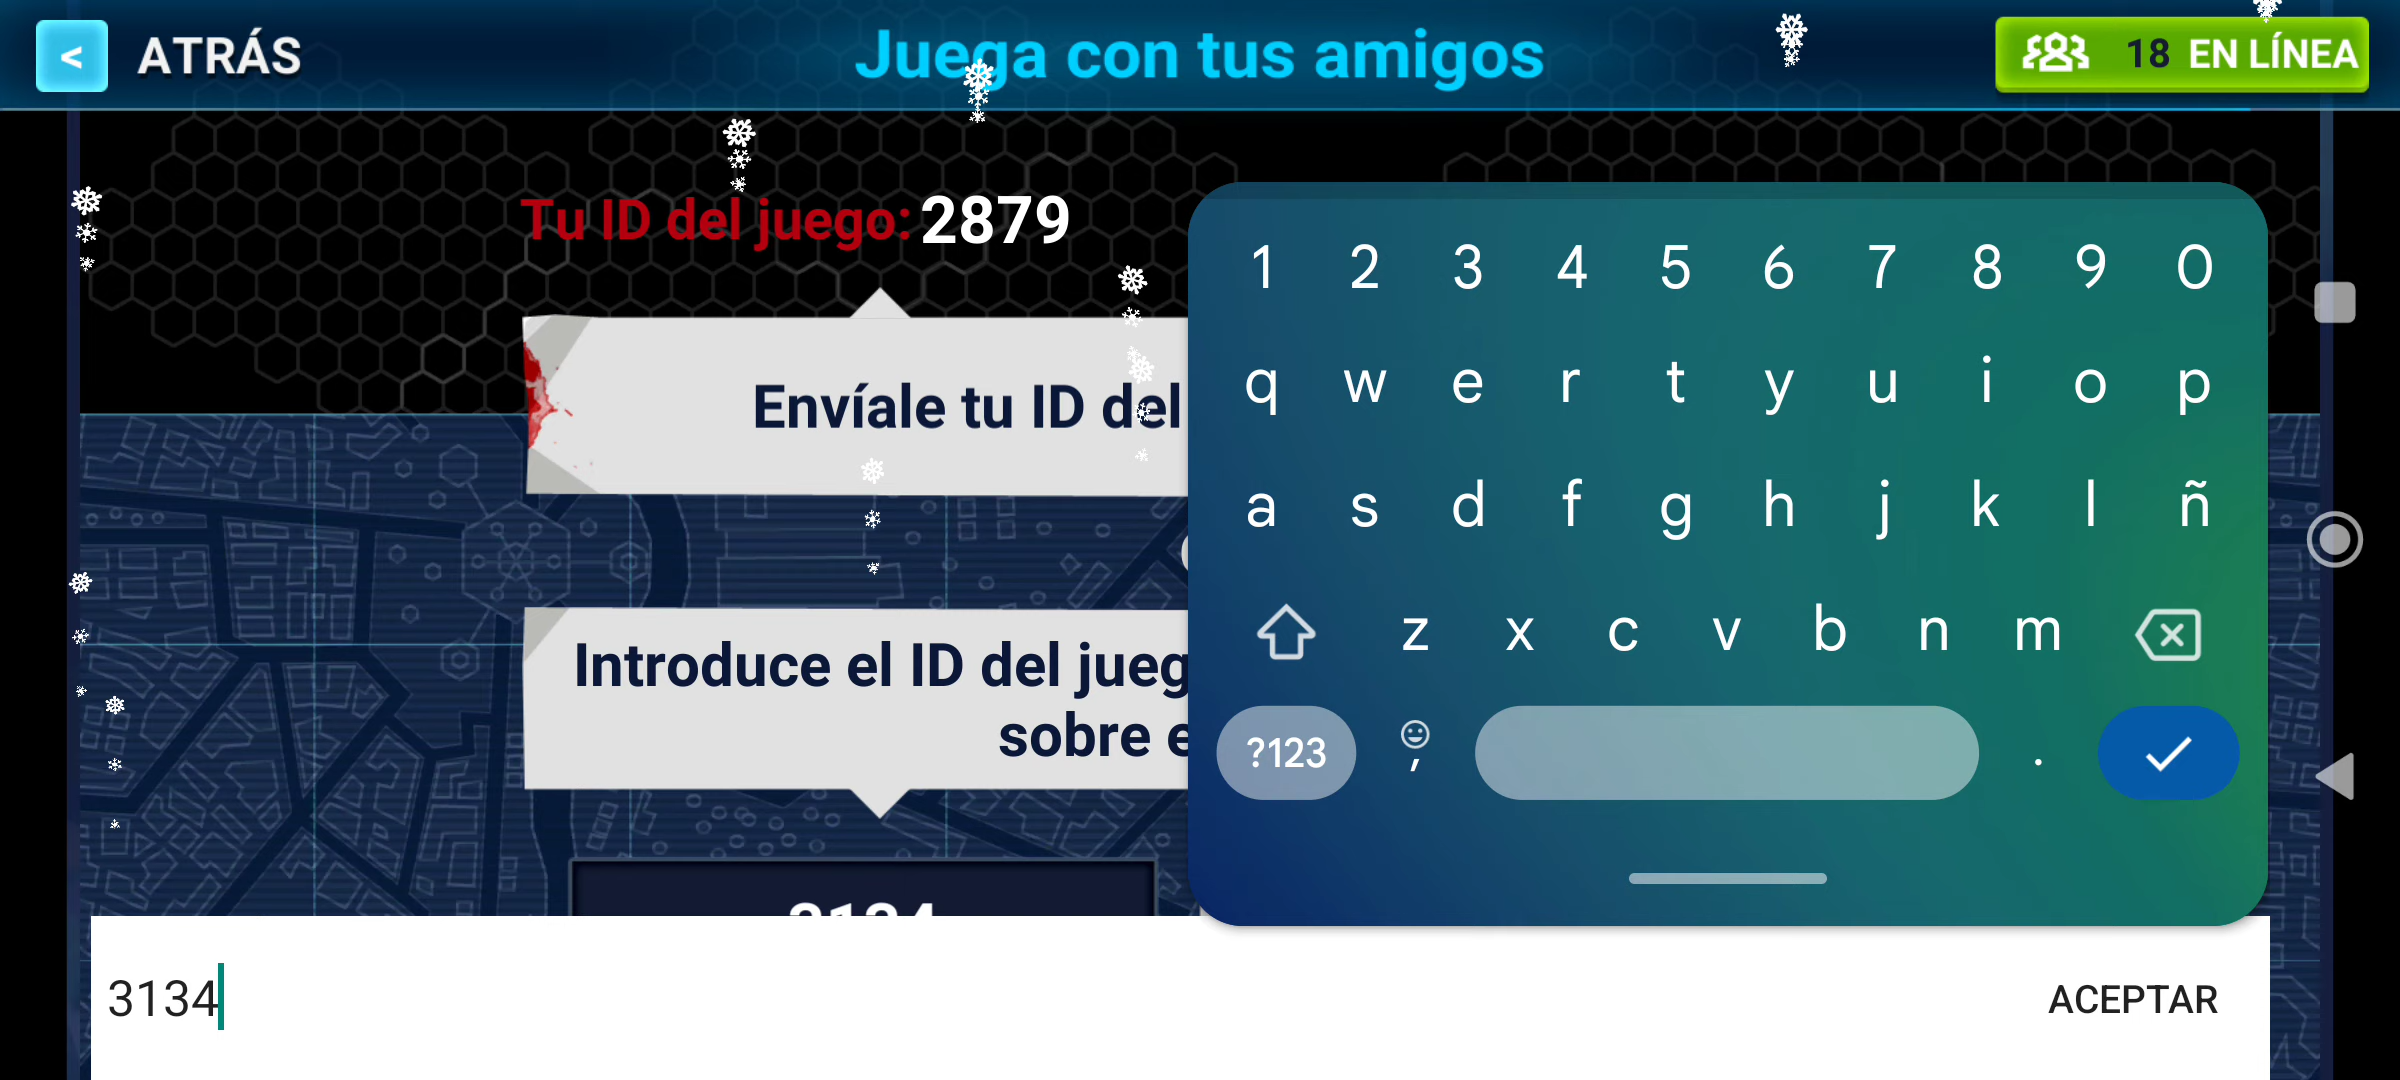 < ATRÁS
Juega con tus amigos
18 EN LÍNEA
Tu ID del juego: 2879
Envíale tu ID del
Introduce el ID del jueg
sobre e
3134
1 2 3 4 5 6 7 8 9 0
q w e r t y u i o p
a s d f g h j k l ñ
z x c v b n m
?123 , .
3134
ACEPTAR